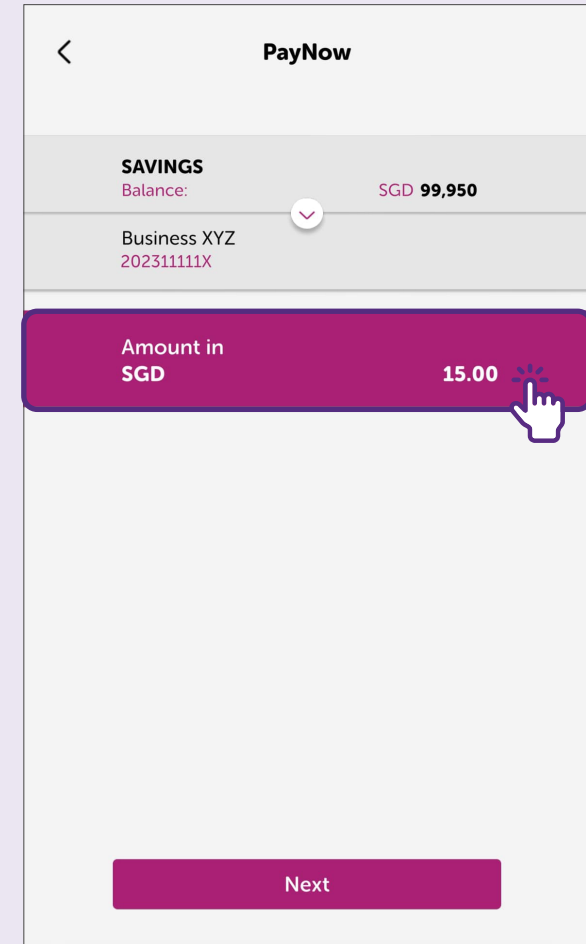 PayNow
SAVINGS
Balance: SGD 99,950
Business XYZ
202311111X
Amount in
SGD 15.00
Next